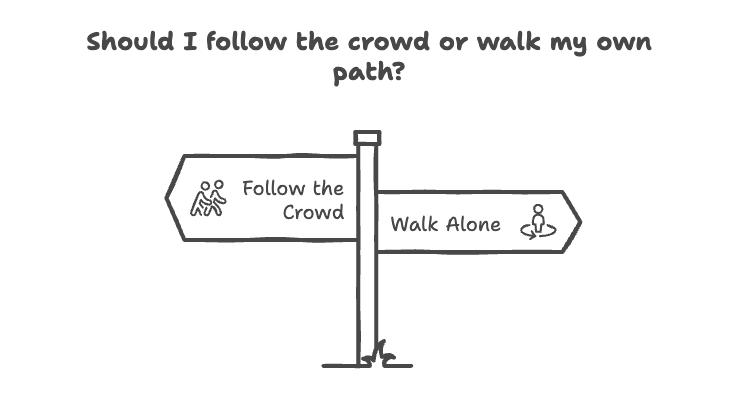 Should I follow the crowd or walk my own
path?
Follow the
Crowd
Walk Alone